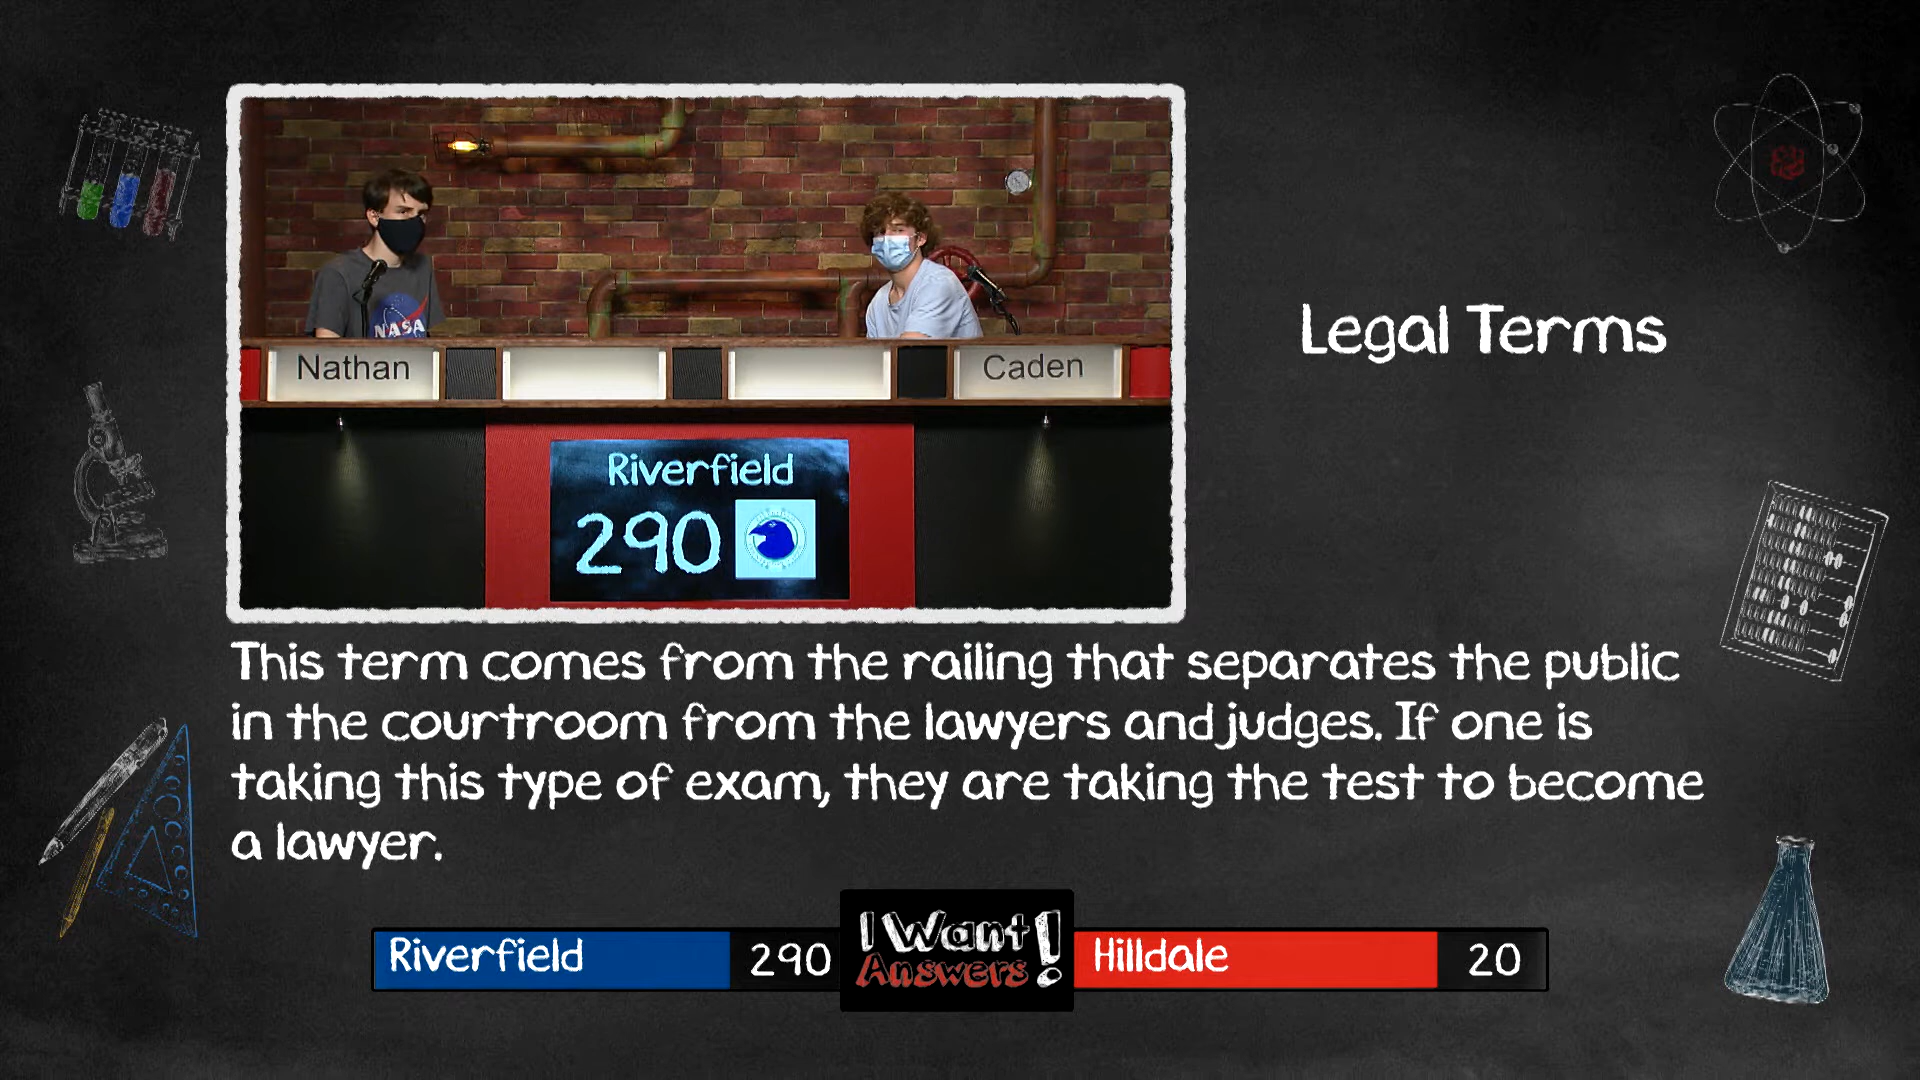 NASA
Nathan
Caden
Riverfield
290
Legal Terms
This term comes from the railing that separates the public
in the courtroom from the lawyers and judges. If one is
taking this type of exam, they are taking the test to become
a lawyer.
Riverfield 290
I Want
Answers!
Hilldale 20